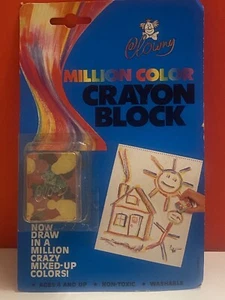 MILLION COLOR
CRAYON
BLOCK
NOW
DRAW
IN A
MILLION
CRAZY
MIXED-UP
COLORS!
• AGES 3 AND UP • NON-TOXIC • WASHABLE